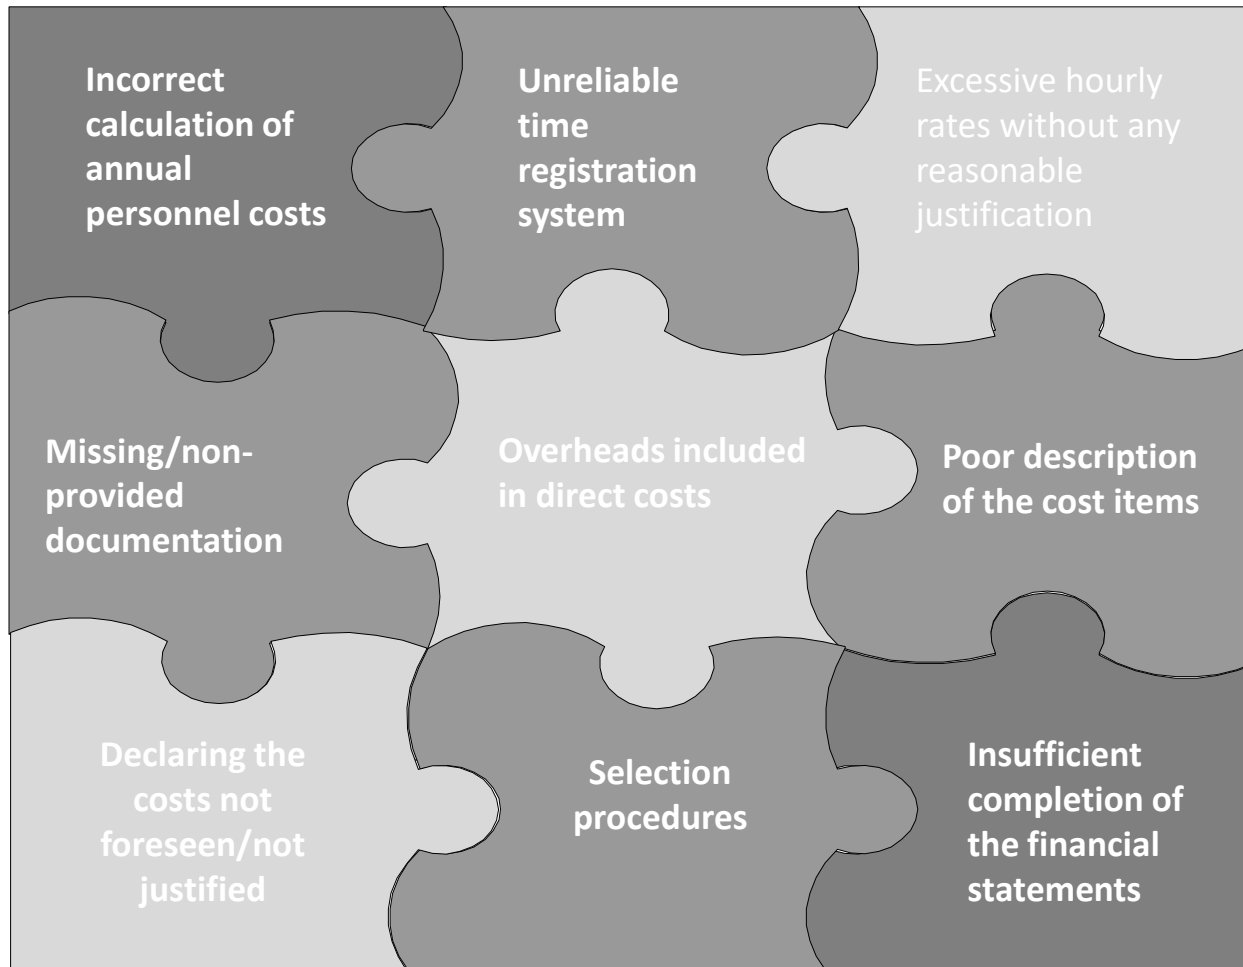 Incorrect
calculation of
annual
personnel costs
Unreliable
time
registration
system
Excessive hourly
rates without any
reasonable
justification
Missing/non-
provided
documentation
Overheads included
in direct costs
Poor description
of the cost items
Declaring the
costs not
foreseen/not
justified
Selection
procedures
Insufficient
completion of
the financial
statements